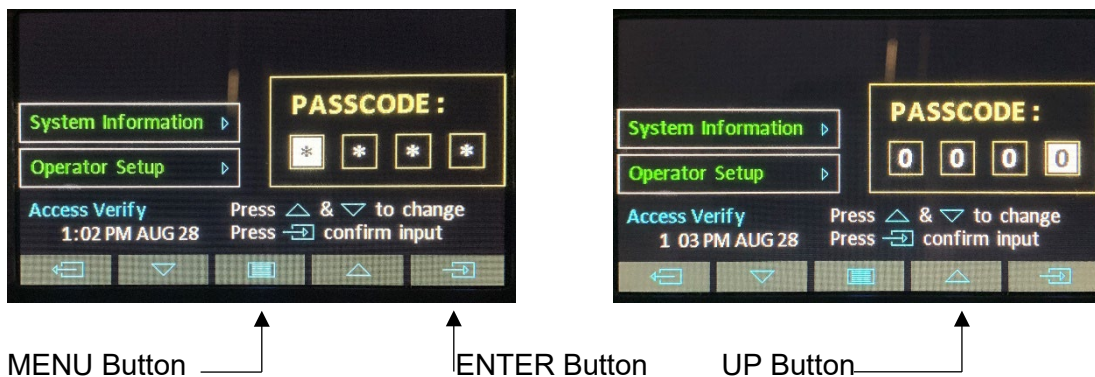 PASSCODE :
System Information
* * * *
Operator Setup
Access Verify
Press △ & ▽ to change
1:02 PM AUG 28
Press confirm input
PASSCODE :
System Information
0 0 0 0
Operator Setup
Access Verify
Press △ & ▽ to change
1 03 PM AUG 28
Press confirm input
MENU Button
ENTER Button
UP Button